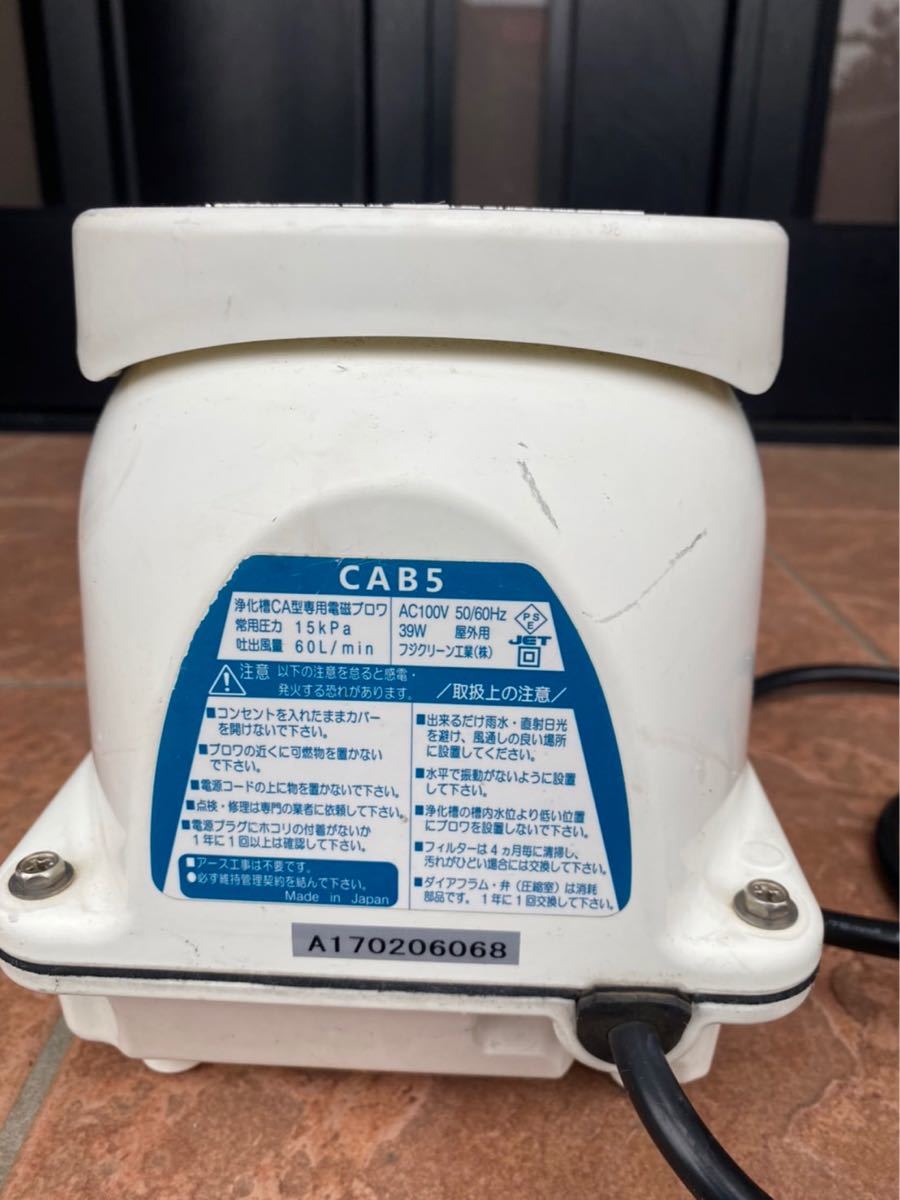 CAB5
浄化槽CA型専用電磁ブロワ
常用圧力 15kPa
吐出風量 60L/min
AC100V 50/60Hz
39W 屋外用
フジクリーン工業(株)
PS
E
JET
注意 以下の注意を怠ると感電・
発火する恐れがあります。
■コンセントを入れたままカバー
を開けないで下さい。
■ブロワの近くに可燃物を置かない
で下さい。
■電源コードの上に物を置かないで下さい。
■点検・修理は専門の業者に依頼して下さい。
■電源プラグにホコリの付着がないか
1年に1回以上は確認して下さい。
■アース工事は不要です。
●必ず維持管理契約を結んで下さい。
Made in Japan
/取扱上の注意/
■出来るだけ雨水・直射日光
を避け、風通しの良い場所
に設置してください。
■水平で振動がないように設置
して下さい。
■浄化槽の槽内水位より低い位置
にブロワを設置しないで下さい。
■フィルターは4ヵ月毎に清掃し、
汚れがひどい場合には交換して下さい。
■ダイアフラム・弁(圧縮室)は消耗
部品です。1年に1回交換して下さい。
A170206068